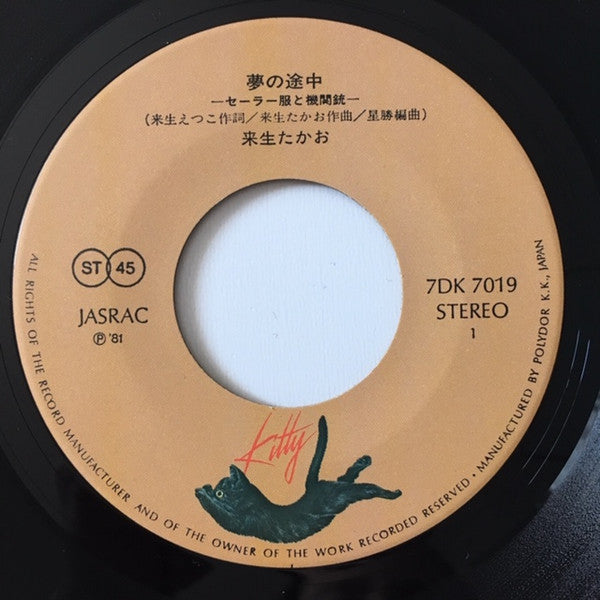 夢の途中
―セーラー服と機関銃―
（来生えつこ作詞／来生たかお作曲／星勝編曲）
来生たかお
ST 45
JASRAC
Ⓟ '81
7DK 7019
STEREO
1
Kitty
ALL RIGHTS OF THE RECORD MANUFACTURER AND OF THE OWNER OF THE WORK RECORDED RESERVED · MANUFACTURED BY POLYDOR K.K., JAPAN
1